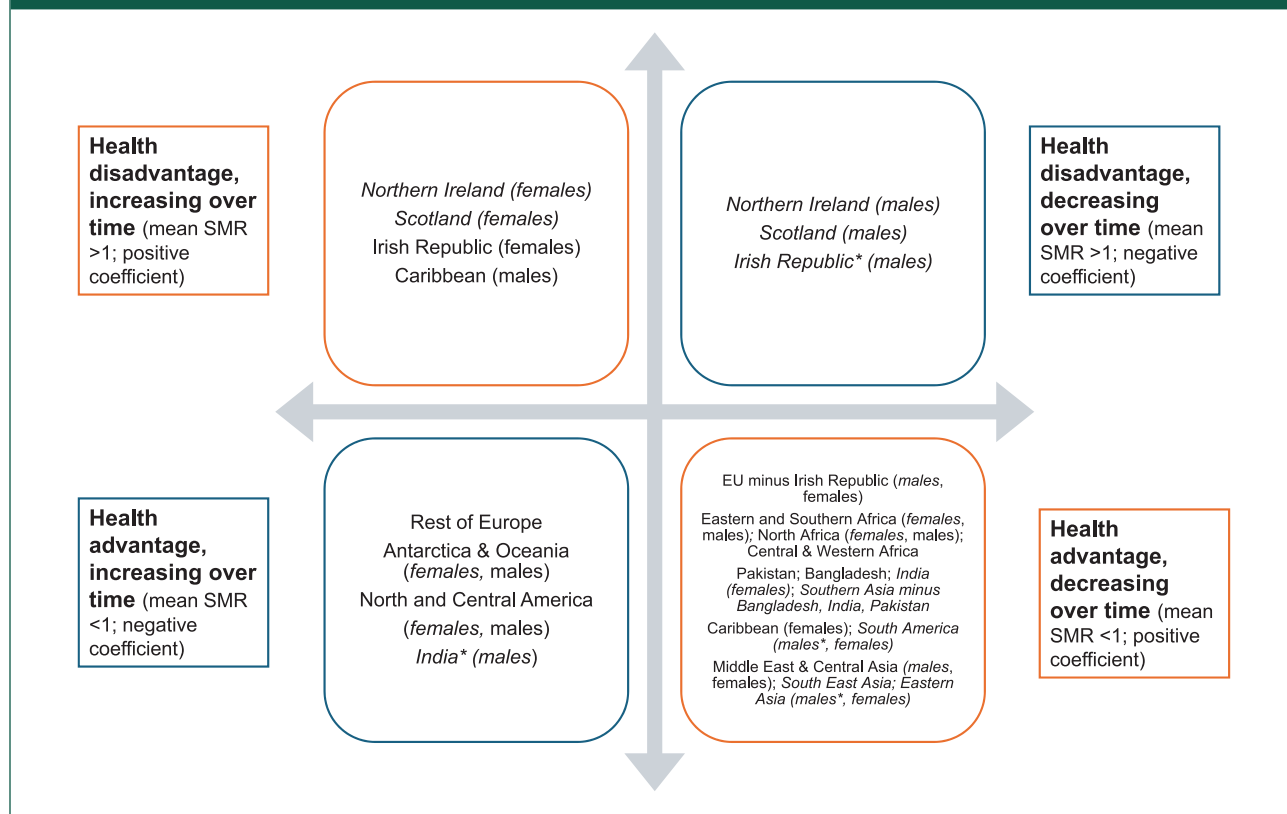 Health
disadvantage,
increasing over
time (mean SMR
>1; positive
coefficient)
Northern Ireland (females)
Scotland (females)
Irish Republic (females)
Caribbean (males)
Northern Ireland (males)
Scotland (males)
Irish Republic* (males)
Health
disadvantage,
decreasing
over time (mean
SMR >1; negative
coefficient)
Health
advantage,
increasing over
time (mean SMR
<1; negative
coefficient)
Rest of Europe
Antarctica & Oceania
(females, males)
North and Central America
(females, males)
India* (males)
EU minus Irish Republic (males,
females)
Eastern and Southern Africa (females,
males); North Africa (females, males);
Central & Western Africa
Pakistan; Bangladesh; India
(females); Southern Asia minus
Bangladesh, India, Pakistan
Caribbean (females); South America
(males*, females)
Middle East & Central Asia (males,
females); South East Asia; Eastern
Asia (males*, females)
Health
advantage,
decreasing
over time (mean
SMR <1; positive
coefficient)